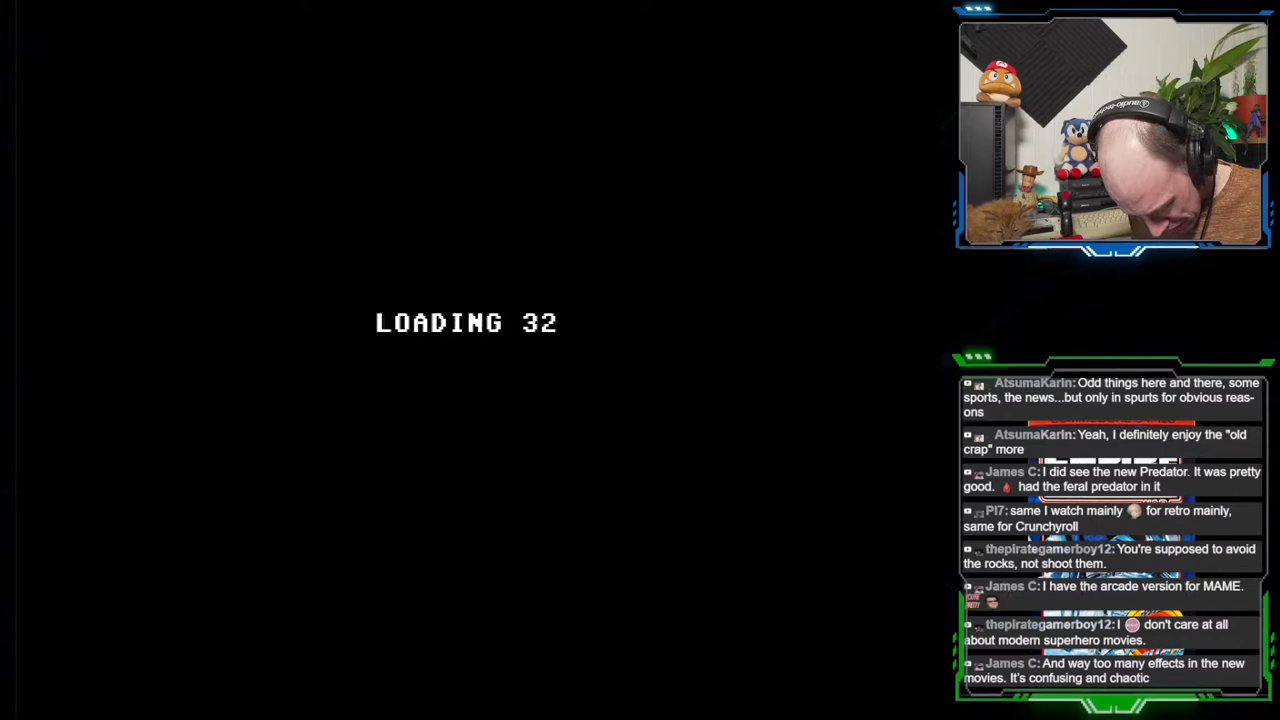 LOADING 32
audio-technica
AtsumaKarin: Odd things here and there, some
sports, the news...but only in spurts for obvious reas-
ons
AtsumaKarin: Yeah, I definitely enjoy the "old
crap" more
James C: I did see the new Predator. It was pretty
good. had the feral predator in it
PI7: same I watch mainly for retro mainly,
same for Crunchyroll
thepirategamerboy12: You're supposed to avoid
the rocks, not shoot them.
James C: I have the arcade version for MAME.
thepirategamerboy12: I don't care at all
about modern superhero movies.
James C: And way too many effects in the new
movies. It's confusing and chaotic